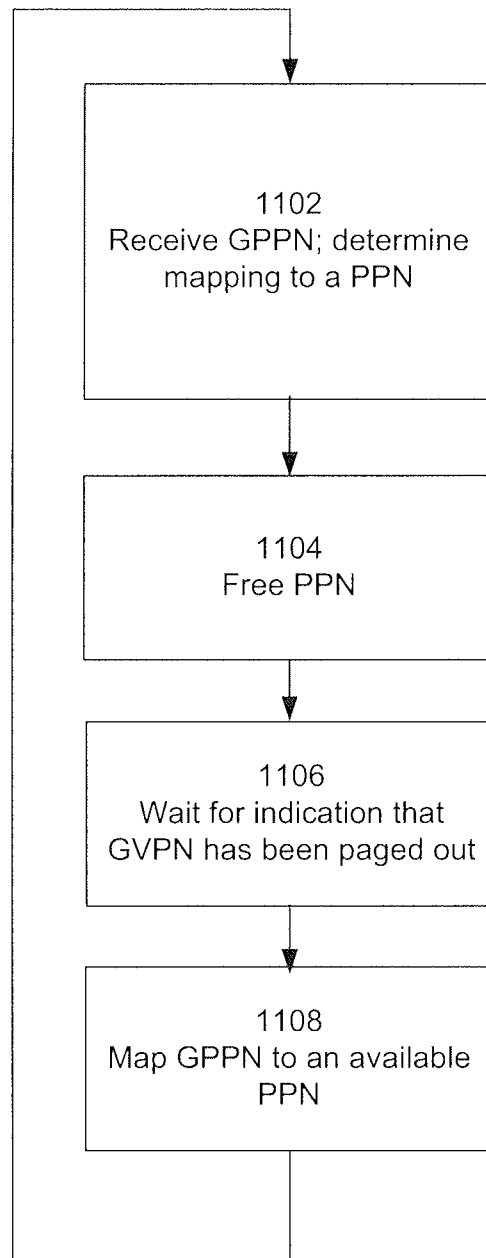 1102
Receive GPPN; determine
mapping to a PPN
1104
Free PPN
1106
Wait for indication that
GVPN has been paged out
1108
Map GPPN to an available
PPN